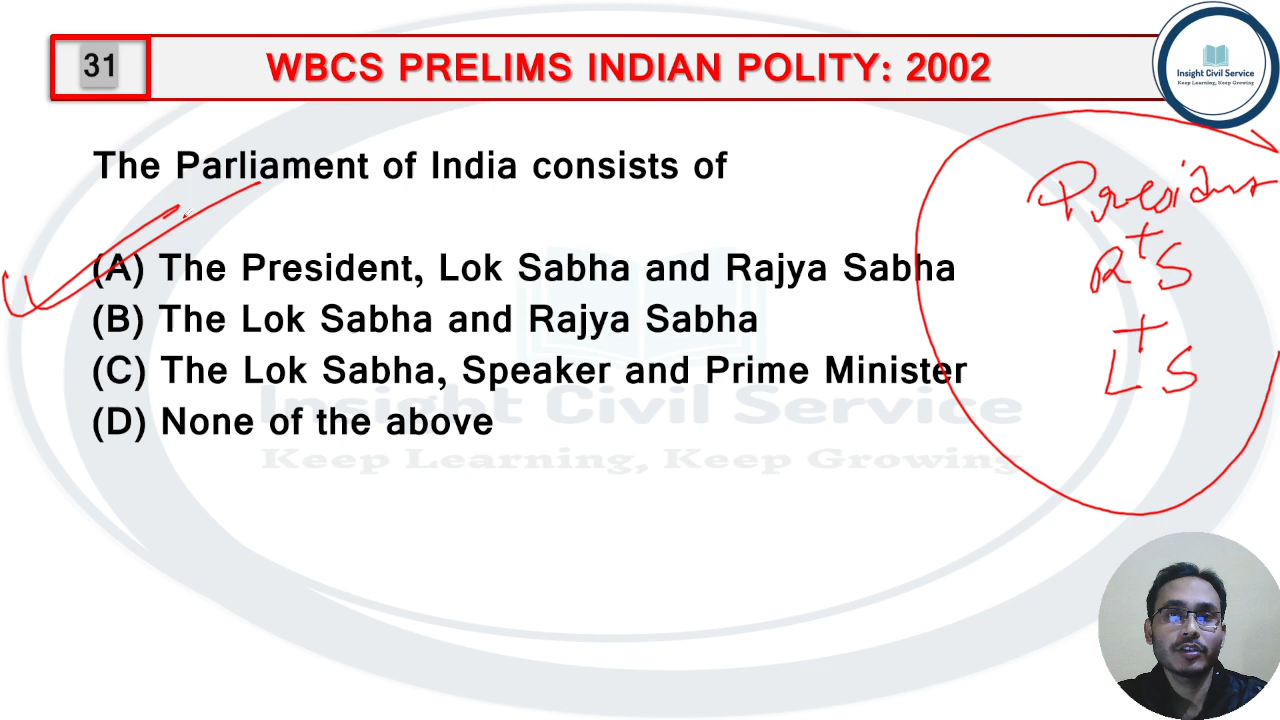 31
WBCS PRELIMS INDIAN POLITY: 2002
Insight Civil Service
Keep Learning, Keep Growing
The Parliament of India consists of
(A) The President, Lok Sabha and Rajya Sabha
(B) The Lok Sabha and Rajya Sabha
(C) The Lok Sabha, Speaker and Prime Minister
(D) None of the above
Insight Civil Service
Keep Learning, Keep Growing
+
R S
+
L S